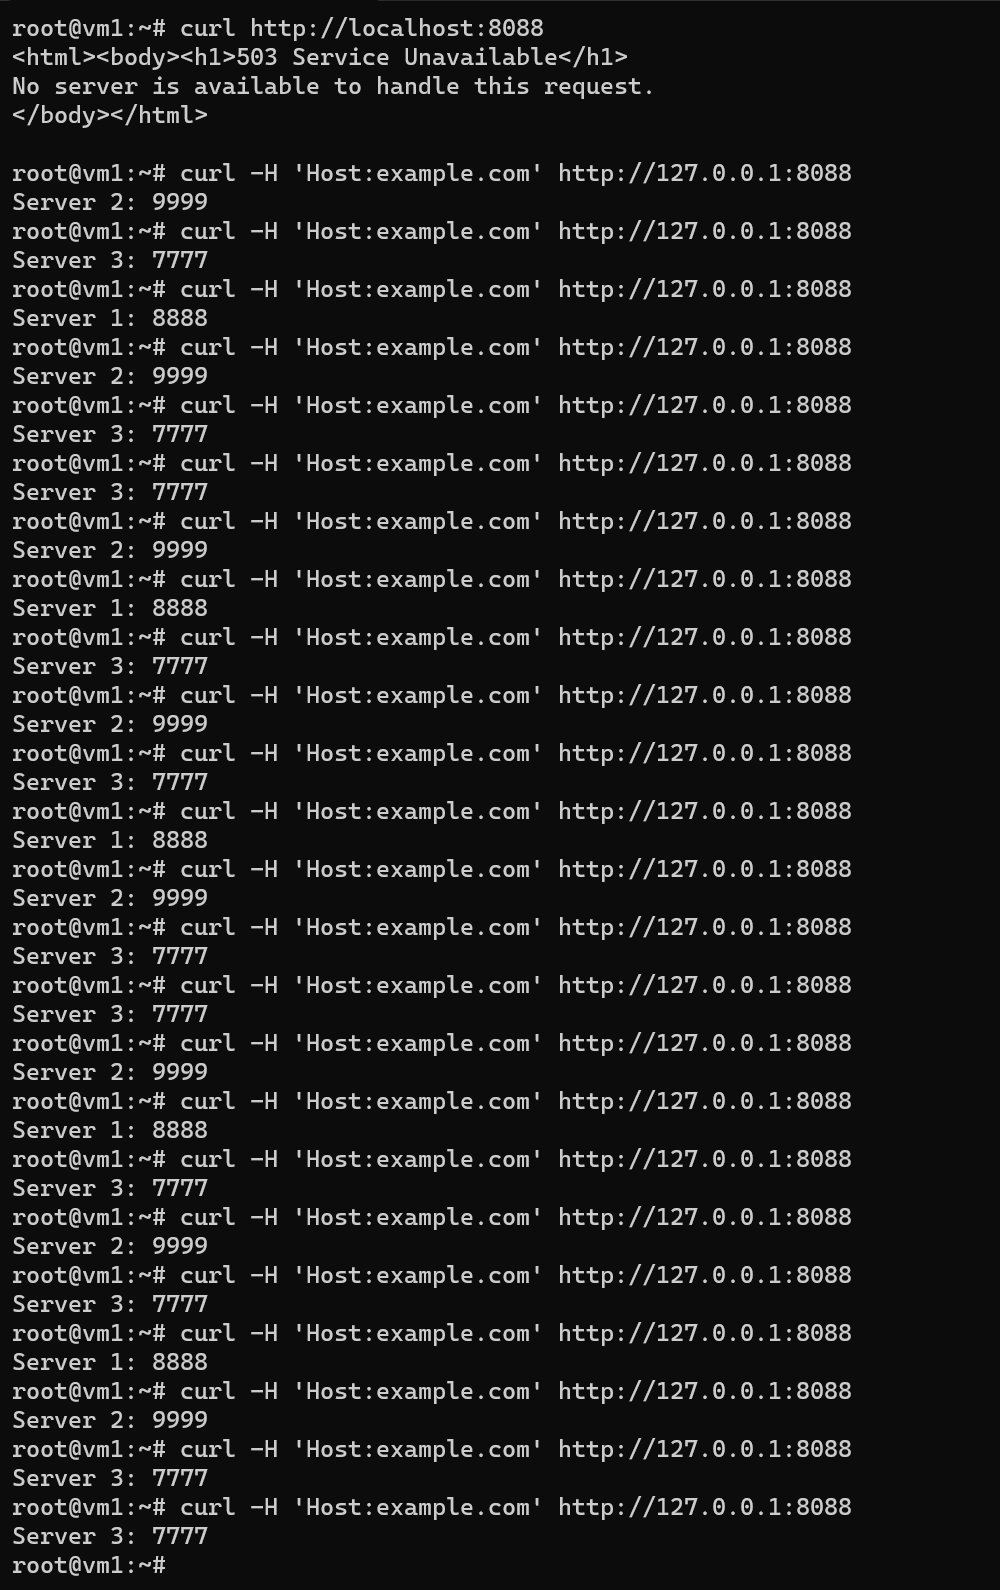 root@vm1:~# curl http://localhost:8088
<html><body><h1>503 Service Unavailable</h1>
No server is available to handle this request.
</body></html>
root@vm1:~# curl -H 'Host:example.com' http://127.0.0.1:8088
Server 2: 9999
root@vm1:~# curl -H 'Host:example.com' http://127.0.0.1:8088
Server 3: 7777
root@vm1:~# curl -H 'Host:example.com' http://127.0.0.1:8088
Server 1: 8888
root@vm1:~# curl -H 'Host:example.com' http://127.0.0.1:8088
Server 2: 9999
root@vm1:~# curl -H 'Host:example.com' http://127.0.0.1:8088
Server 3: 7777
root@vm1:~# curl -H 'Host:example.com' http://127.0.0.1:8088
Server 3: 7777
root@vm1:~# curl -H 'Host:example.com' http://127.0.0.1:8088
Server 2: 9999
root@vm1:~# curl -H 'Host:example.com' http://127.0.0.1:8088
Server 1: 8888
root@vm1:~# curl -H 'Host:example.com' http://127.0.0.1:8088
Server 3: 7777
root@vm1:~# curl -H 'Host:example.com' http://127.0.0.1:8088
Server 2: 9999
root@vm1:~# curl -H 'Host:example.com' http://127.0.0.1:8088
Server 3: 7777
root@vm1:~# curl -H 'Host:example.com' http://127.0.0.1:8088
Server 1: 8888
root@vm1:~# curl -H 'Host:example.com' http://127.0.0.1:8088
Server 2: 9999
root@vm1:~# curl -H 'Host:example.com' http://127.0.0.1:8088
Server 3: 7777
root@vm1:~# curl -H 'Host:example.com' http://127.0.0.1:8088
Server 3: 7777
root@vm1:~# curl -H 'Host:example.com' http://127.0.0.1:8088
Server 2: 9999
root@vm1:~# curl -H 'Host:example.com' http://127.0.0.1:8088
Server 1: 8888
root@vm1:~# curl -H 'Host:example.com' http://127.0.0.1:8088
Server 3: 7777
root@vm1:~# curl -H 'Host:example.com' http://127.0.0.1:8088
Server 2: 9999
root@vm1:~# curl -H 'Host:example.com' http://127.0.0.1:8088
Server 3: 7777
root@vm1:~# curl -H 'Host:example.com' http://127.0.0.1:8088
Server 1: 8888
root@vm1:~# curl -H 'Host:example.com' http://127.0.0.1:8088
Server 2: 9999
root@vm1:~# curl -H 'Host:example.com' http://127.0.0.1:8088
Server 3: 7777
root@vm1:~# curl -H 'Host:example.com' http://127.0.0.1:8088
Server 3: 7777
root@vm1:~#